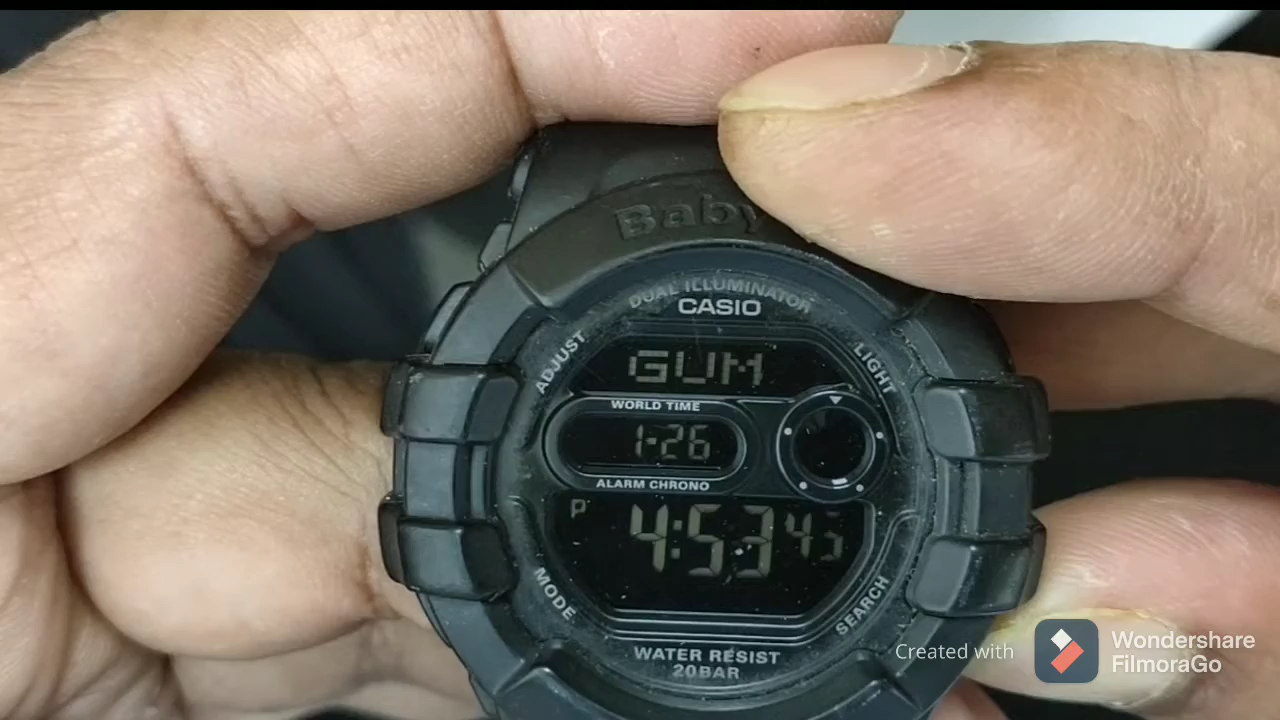 Baby
DUAL ILLUMINATOR
CASIO
ADJUST
LIGHT
GUM
WORLD TIME
1-26
ALARM CHRONO
P 4:53 45
MODE
SEARCH
WATER RESIST
20BAR
Created with
Wondershare
FilmoraGo